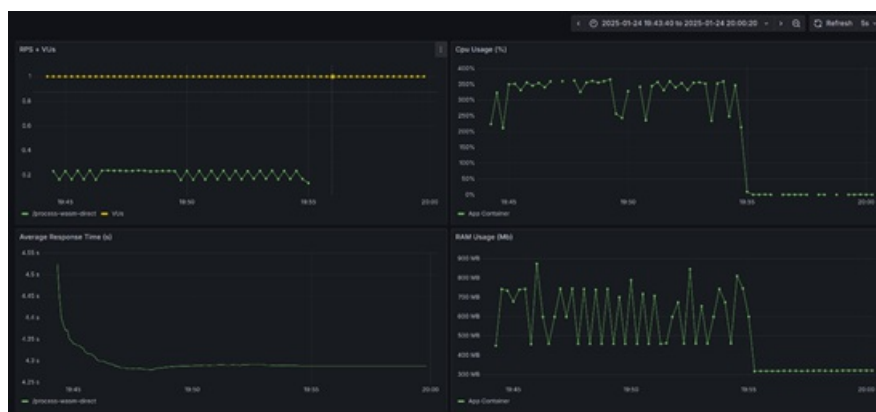 2025-01-24 19:43:40 to 2025-01-24 20:00:20
Refresh 5s
RPS + VUs
1
0.8
0.6
0.4
0.2
19:45 19:50 19:55 20:00
/process-wasm-direct VUs
Cpu Usage (%)
400%
350%
300%
250%
200%
150%
100%
50%
0%
19:45 19:50 19:55 20:00
App Container
Average Response Time (s)
4.55 s
4.5 s
4.45 s
4.4 s
4.35 s
4.3 s
4.25 s
19:45 19:50 19:55 20:00
/process-wasm-direct
RAM Usage (Mb)
900 MB
800 MB
700 MB
600 MB
500 MB
400 MB
300 MB
19:45 19:50 19:55 20:00
App Container